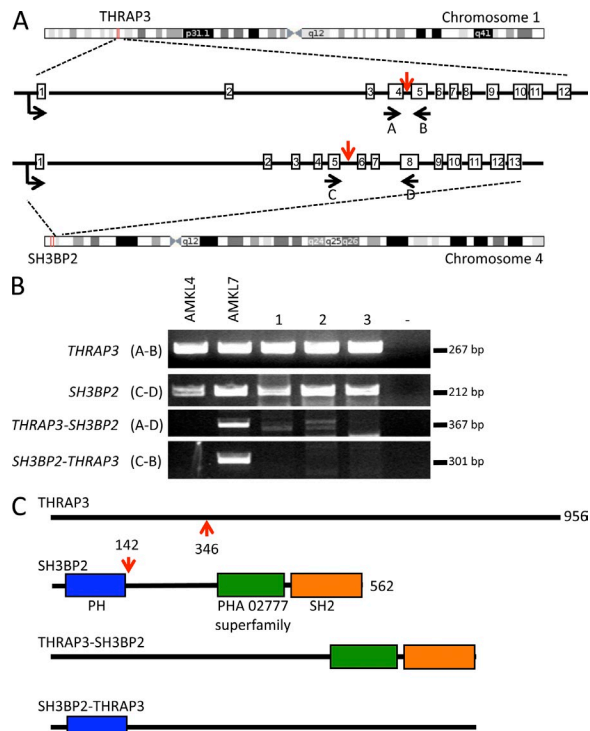 A
THRAP3
Chromosome 1
p31.1 q12 q41
1 2 3 4 5 6 7 8 9 10 11 12
A B
1 2 3 4 5 6 7 8 9 10 11 12 13
C D
q12 q24 q25 q26
SH3BP2
Chromosome 4
B
AMKL4 AMKL7 1 2 3 -
THRAP3 (A-B) 267 bp
SH3BP2 (C-D) 212 bp
THRAP3-SH3BP2 (A-D) 367 bp
SH3BP2-THRAP3 (C-B) 301 bp
C
THRAP3
956
142
346
SH3BP2
562
PH PHA 02777 SH2
superfamily
THRAP3-SH3BP2
SH3BP2-THRAP3